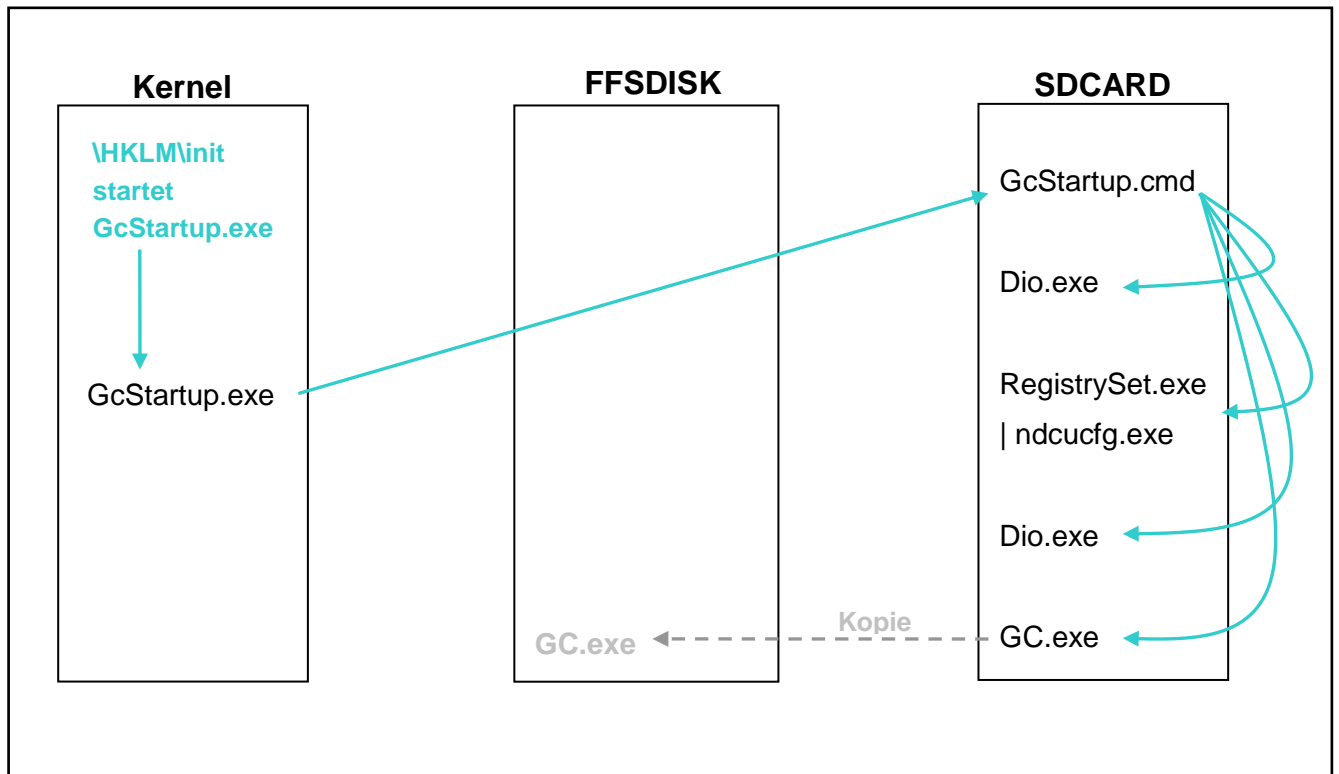 Kernel
FFSDISK
SDCARD
\HKLM\init
startet
GcStartup.exe
GcStartup.exe
GcStartup.cmd
Dio.exe
RegistrySet.exe
| ndcucfg.exe
Dio.exe
GC.exe
Kopie
GC.exe